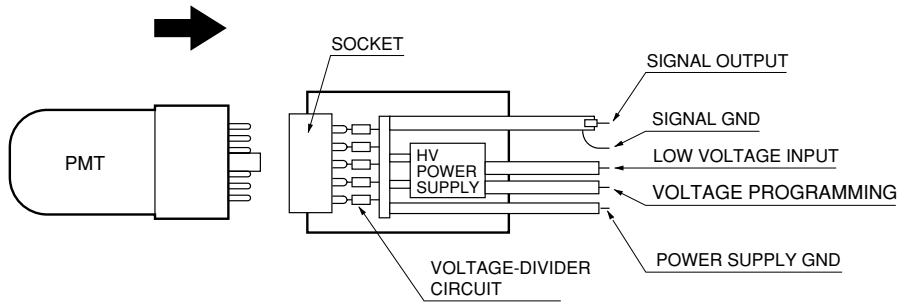 SOCKET
SIGNAL OUTPUT
SIGNAL GND
LOW VOLTAGE INPUT
VOLTAGE PROGRAMMING
POWER SUPPLY GND
PMT
HV
POWER
SUPPLY
VOLTAGE-DIVIDER
CIRCUIT